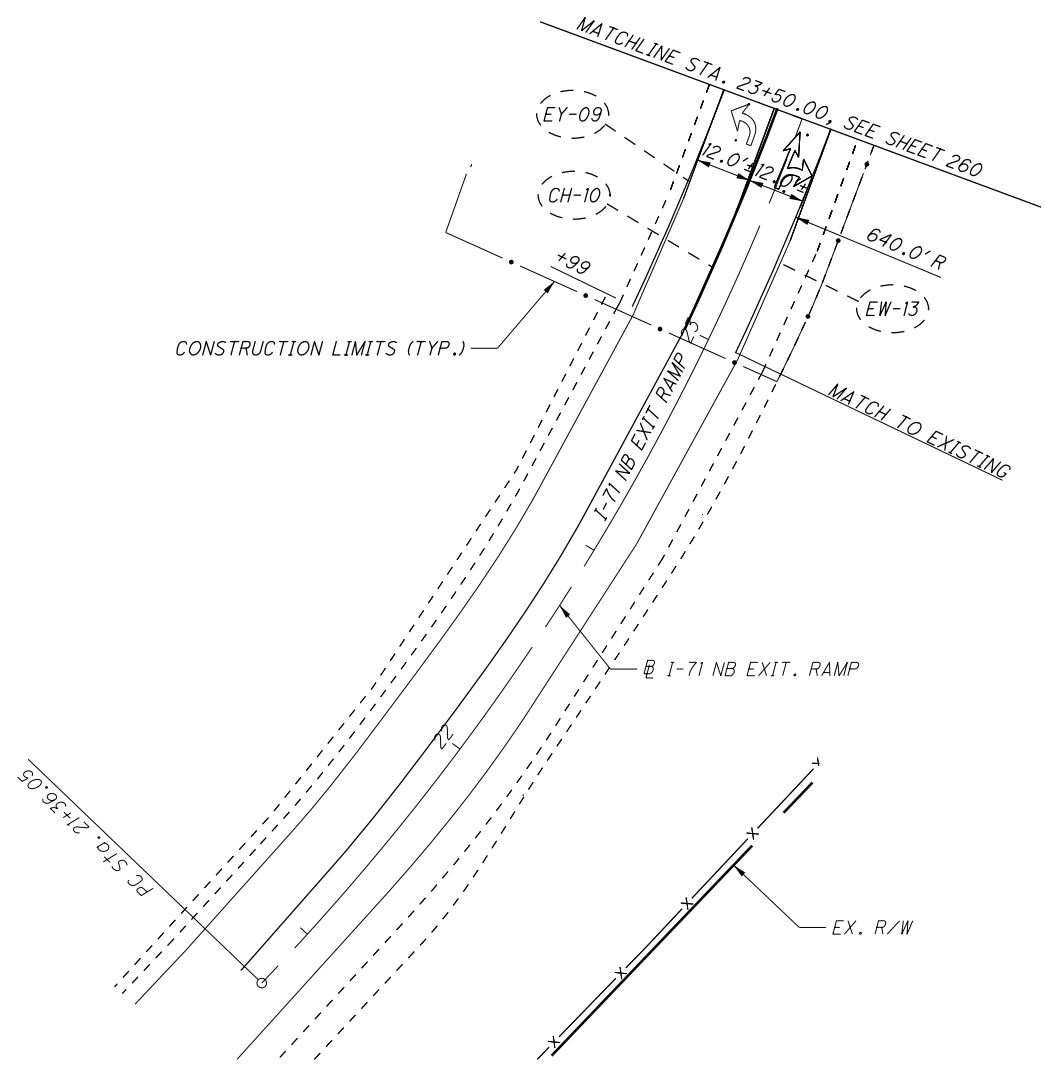 MATCHLINE STA. 23+50.00, SEE SHEET 260
EY-09
12.0'±
12.0'±
CH-10
640.0' R
+99
EW-13
CONSTRUCTION LIMITS (TYP.)
23
I-71 NB EXIT RAMP
MATCH TO EXISTING
℄ I-71 NB EXIT. RAMP
22
PC Sta. 21+36.05
X
X
X
X
EX. R/W